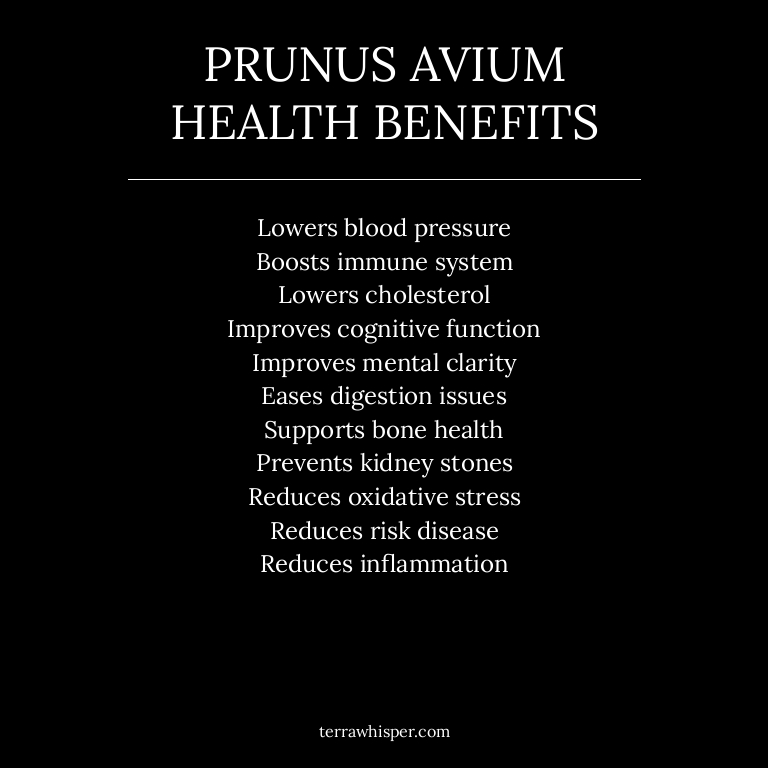 PRUNUS AVIUM
HEALTH BENEFITS
Lowers blood pressure
Boosts immune system
Lowers cholesterol
Improves cognitive function
Improves mental clarity
Eases digestion issues
Supports bone health
Prevents kidney stones
Reduces oxidative stress
Reduces risk disease
Reduces inflammation
terrawhisper.com